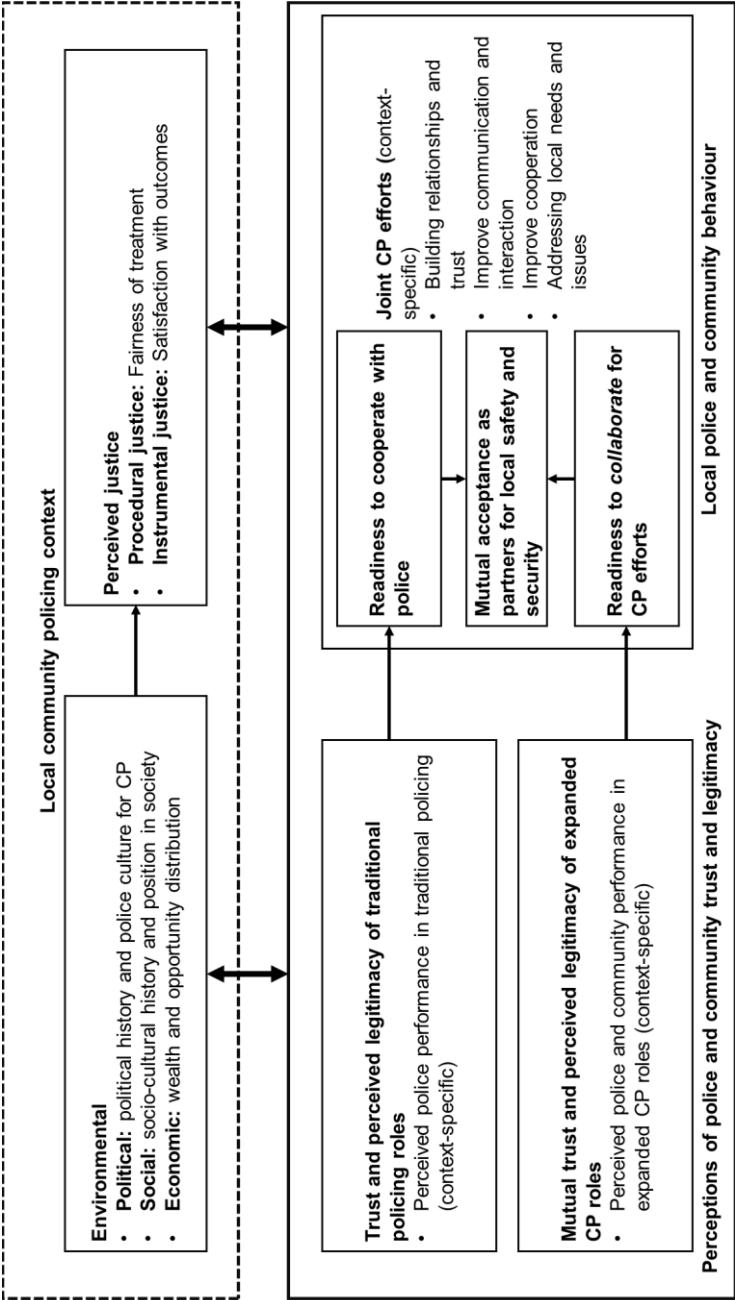 Local community policing context
Environmental
• Political: political history and police culture for CP
• Social: socio-cultural history and position in society
• Economic: wealth and opportunity distribution
Perceived justice
• Procedural justice: Fairness of treatment
• Instrumental justice: Satisfaction with outcomes
Trust and perceived legitimacy of traditional
policing roles
• Perceived police performance in traditional policing
(context-specific)
Mutual trust and perceived legitimacy of expanded
CP roles
• Perceived police and community performance in
expanded CP roles (context-specific)
Perceptions of police and community trust and legitimacy
Readiness to cooperate with
police
Mutual acceptance as
partners for local safety and
security
Readiness to collaborate for
CP efforts
Joint CP efforts (context-
specific)
• Building relationships and
trust
• Improve communication and
interaction
• Improve cooperation
• Addressing local needs and
issues
Local police and community behaviour